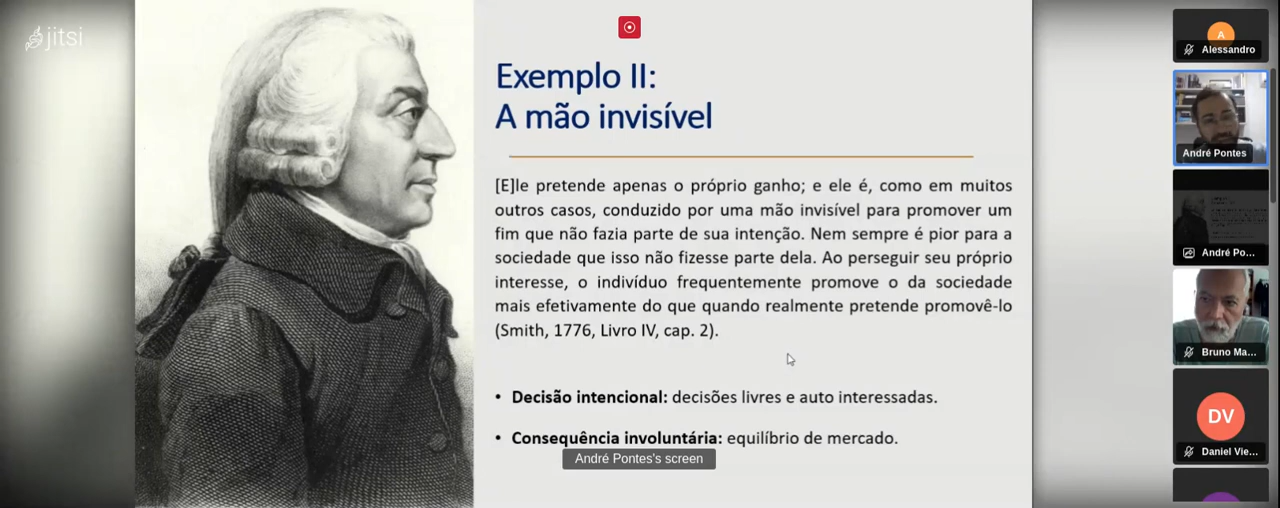 jitsi
Exemplo II:
A mão invisível
[E]le pretende apenas o próprio ganho; e ele é, como em muitos
outros casos, conduzido por uma mão invisível para promover um
fim que não fazia parte de sua intenção. Nem sempre é pior para a
sociedade que isso não fizesse parte dela. Ao perseguir seu próprio
interesse, o indivíduo frequentemente promove o da sociedade
mais efetivamente do que quando realmente pretende promovê-lo
(Smith, 1776, Livro IV, cap. 2).
• Decisão intencional: decisões livres e auto interessadas.
• Consequência involuntária: equilíbrio de mercado.
André Pontes's screen
A
Alessandro
André Pontes
André Po...
Bruno Ma...
DV
Daniel Vie...